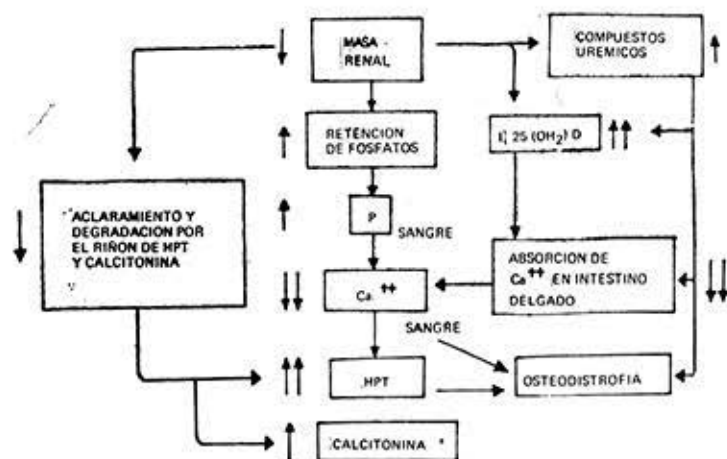 MASA
RENAL
COMPUESTOS
UREMICOS
RETENCION
DE FOSFATOS
1, 25 (OH₂) D
ACLARAMIENTO Y
DEGRADACION POR
EL RIÑON DE HPT
Y CALCITONINA
P
SANGRE
ABSORCION DE
Ca⁺⁺ EN INTESTINO
DELGADO
Ca ⁺⁺
SANGRE
HPT
OSTEODISTROFIA
CALCITONINA